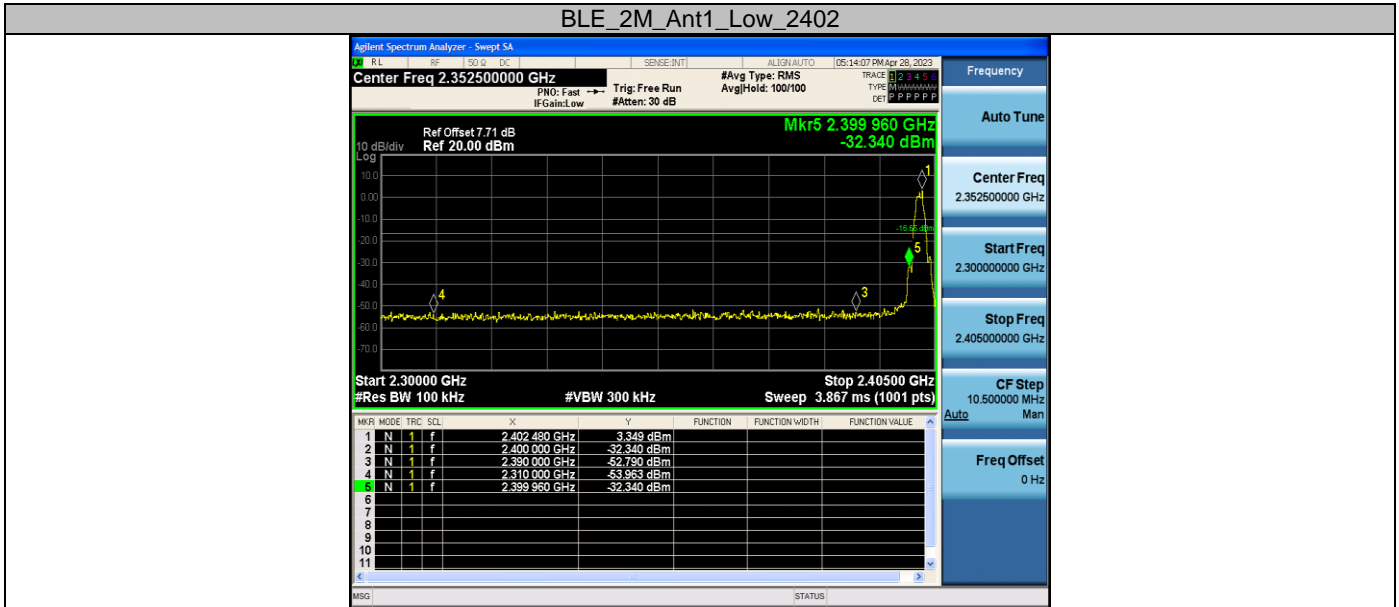 BLE_2M_Ant1_Low_2402
Agilent Spectrum Analyzer - Swept SA
RL RF 50 Ω DC SENSE:INT ALIGN AUTO 05:14:07 PM Apr 28, 2023
Center Freq 2.352500000 GHz
PNO: Fast
IFGain:Low
Trig: Free Run
#Atten: 30 dB
#Avg Type: RMS
Avg|Hold: 100/100
TRACE 1 2 3 4 5 6
TYPE M
DET P P P P P P
Mkr5 2.399 960 GHz
-32.340 dBm
Ref Offset 7.71 dB
10 dB/div Ref 20.00 dBm
Log
10.0
0.00
-10.0
-20.0
-30.0
-40.0
-50.0
-60.0
-70.0
1
5
3
4
Start 2.30000 GHz Stop 2.40500 GHz
#Res BW 100 kHz #VBW 300 kHz Sweep 3.867 ms (1001 pts)
MKR MODE TRC SCL X Y FUNCTION FUNCTION WIDTH FUNCTION VALUE
1 N 1 f 2.402 480 GHz 3.349 dBm
2 N 1 f 2.400 000 GHz -32.340 dBm
3 N 1 f 2.390 000 GHz -52.790 dBm
4 N 1 f 2.310 000 GHz -53.963 dBm
5 N 1 f 2.399 960 GHz -32.340 dBm
6
7
8
9
10
11
MSG STATUS
Frequency
Auto Tune
Center Freq
2.352500000 GHz
Start Freq
2.300000000 GHz
Stop Freq
2.405000000 GHz
CF Step
10.500000 MHz
Auto Man
Freq Offset
0 Hz